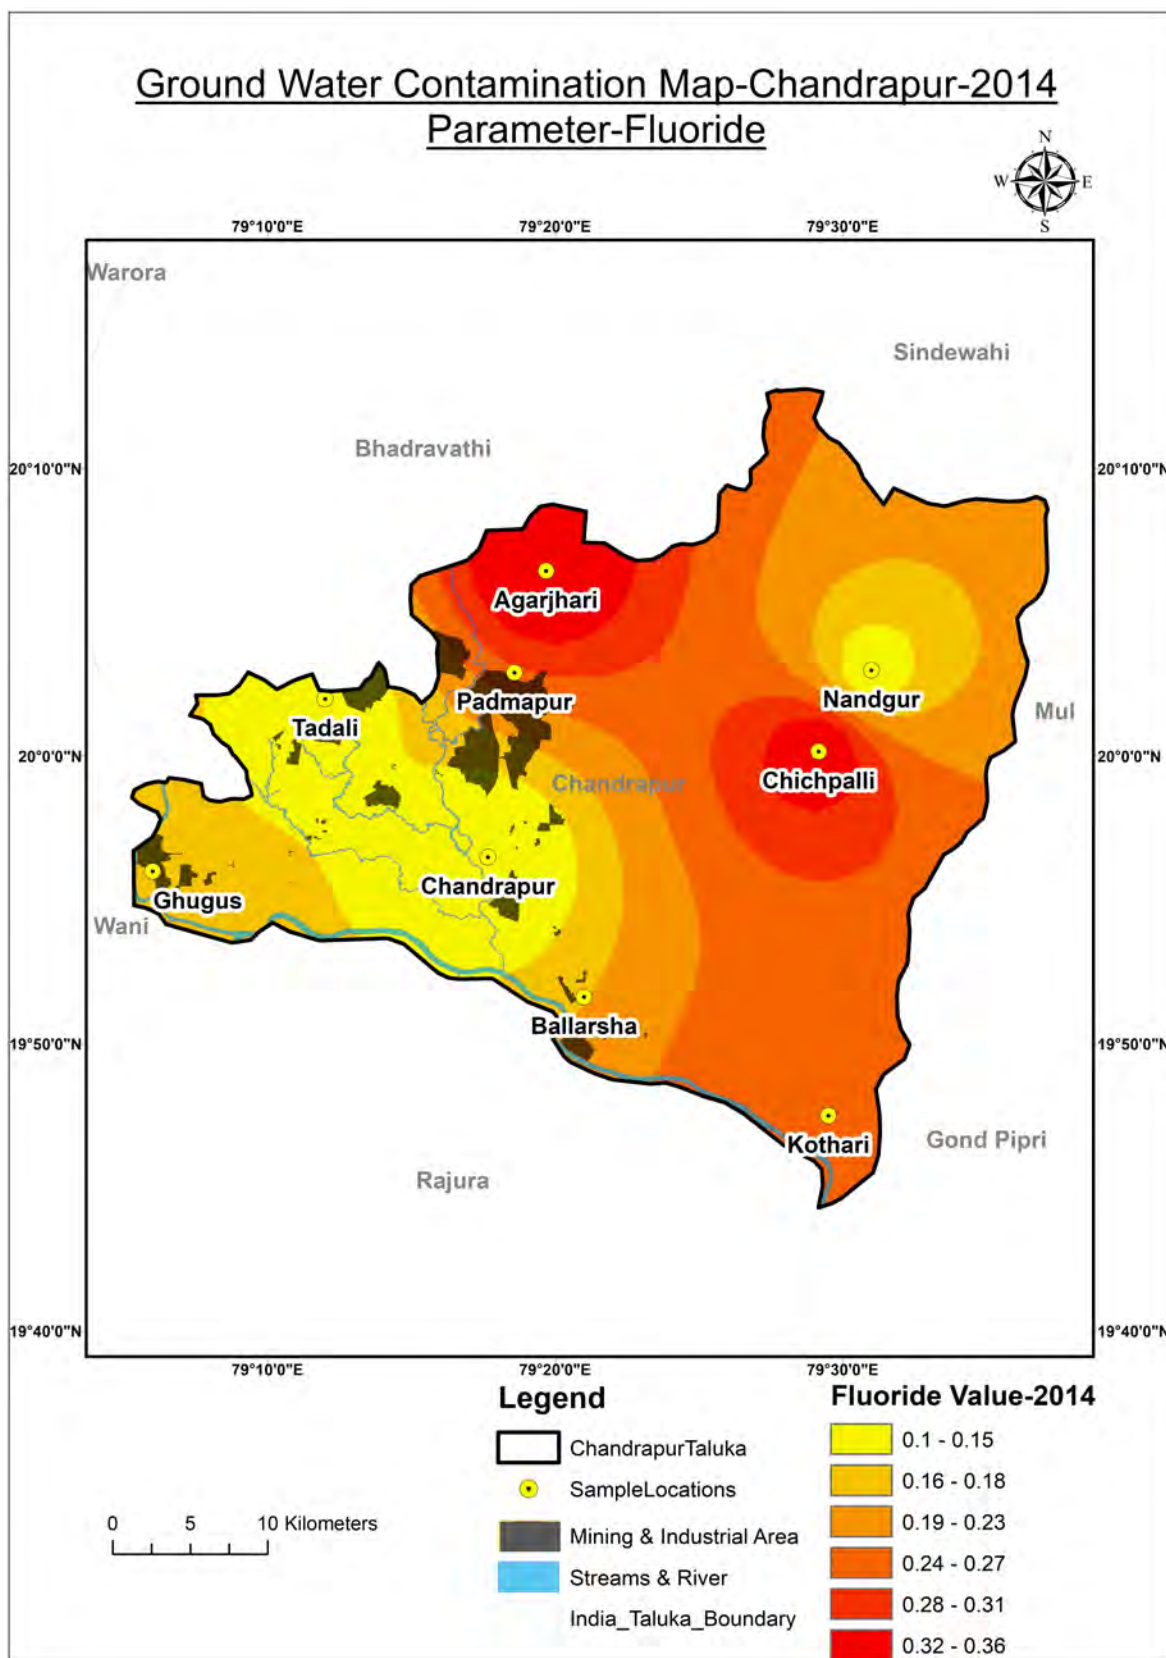 Ground Water Contamination Map-Chandrapur-2014
Parameter-Fluoride
N
W E
S
79°10'0"E 79°20'0"E 79°30'0"E
Warora
Sindewahi
Bhadravathi
20°10'0"N 20°10'0"N
Agarjhari
Padmapur
Nandgur
Mul
Tadali
20°0'0"N 20°0'0"N
Chandrapur
Chichpalli
Chandrapur
Ghugus
Wani
Ballarsha
19°50'0"N 19°50'0"N
Kothari
Gond Pipri
Rajura
19°40'0"N 19°40'0"N
79°10'0"E 79°20'0"E 79°30'0"E
Legend
ChandrapurTaluka
SampleLocations
Mining & Industrial Area
Streams & River
India_Taluka_Boundary
Fluoride Value-2014
0.1 - 0.15
0.16 - 0.18
0.19 - 0.23
0.24 - 0.27
0.28 - 0.31
0.32 - 0.36
0 5 10 Kilometers